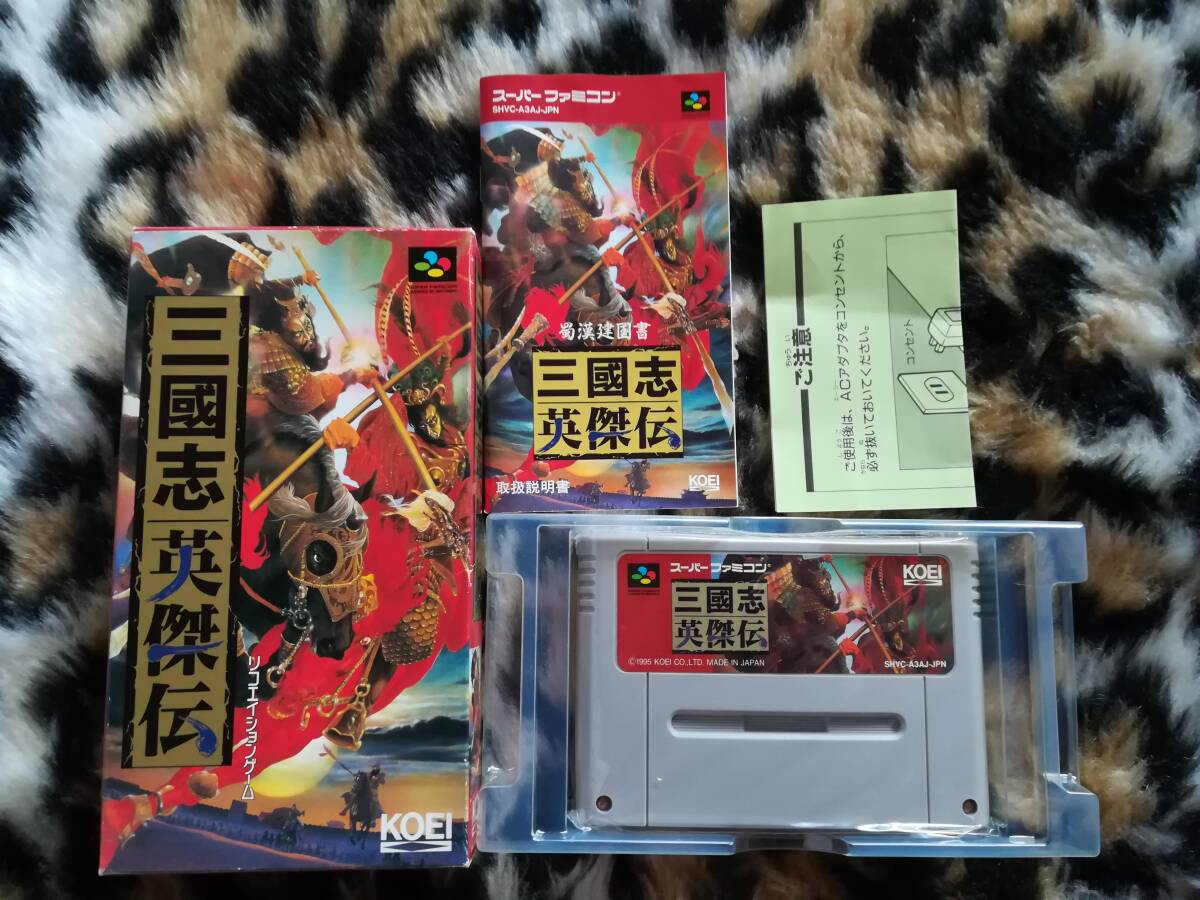 三國志
英傑伝
リコエイションゲーム
KOEI
スーパーファミコン®
SHVC-A3AJ-JPN
蜀漢建国書
三國志
英傑伝
取扱説明書
KOEI
ご注意
ご使用後は、ACアダプタをコンセントから、
必ず抜いておいてください。
コンセント
スーパーファミコン®
KOEI
三國志
英傑伝
©1995 KOEI CO.,LTD. MADE IN JAPAN
SHVC-A3AJ-JPN